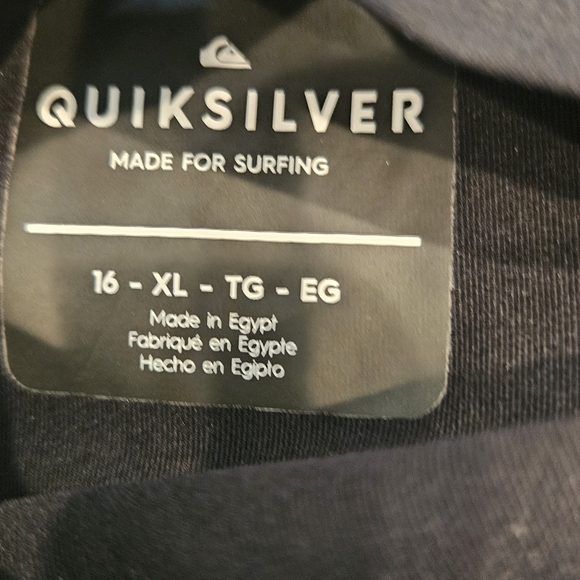 QUIKSILVER
MADE FOR SURFING
16 - XL - TG - EG
Made in Egypt
Fabriqué en Egypte
Hecho en Egipto